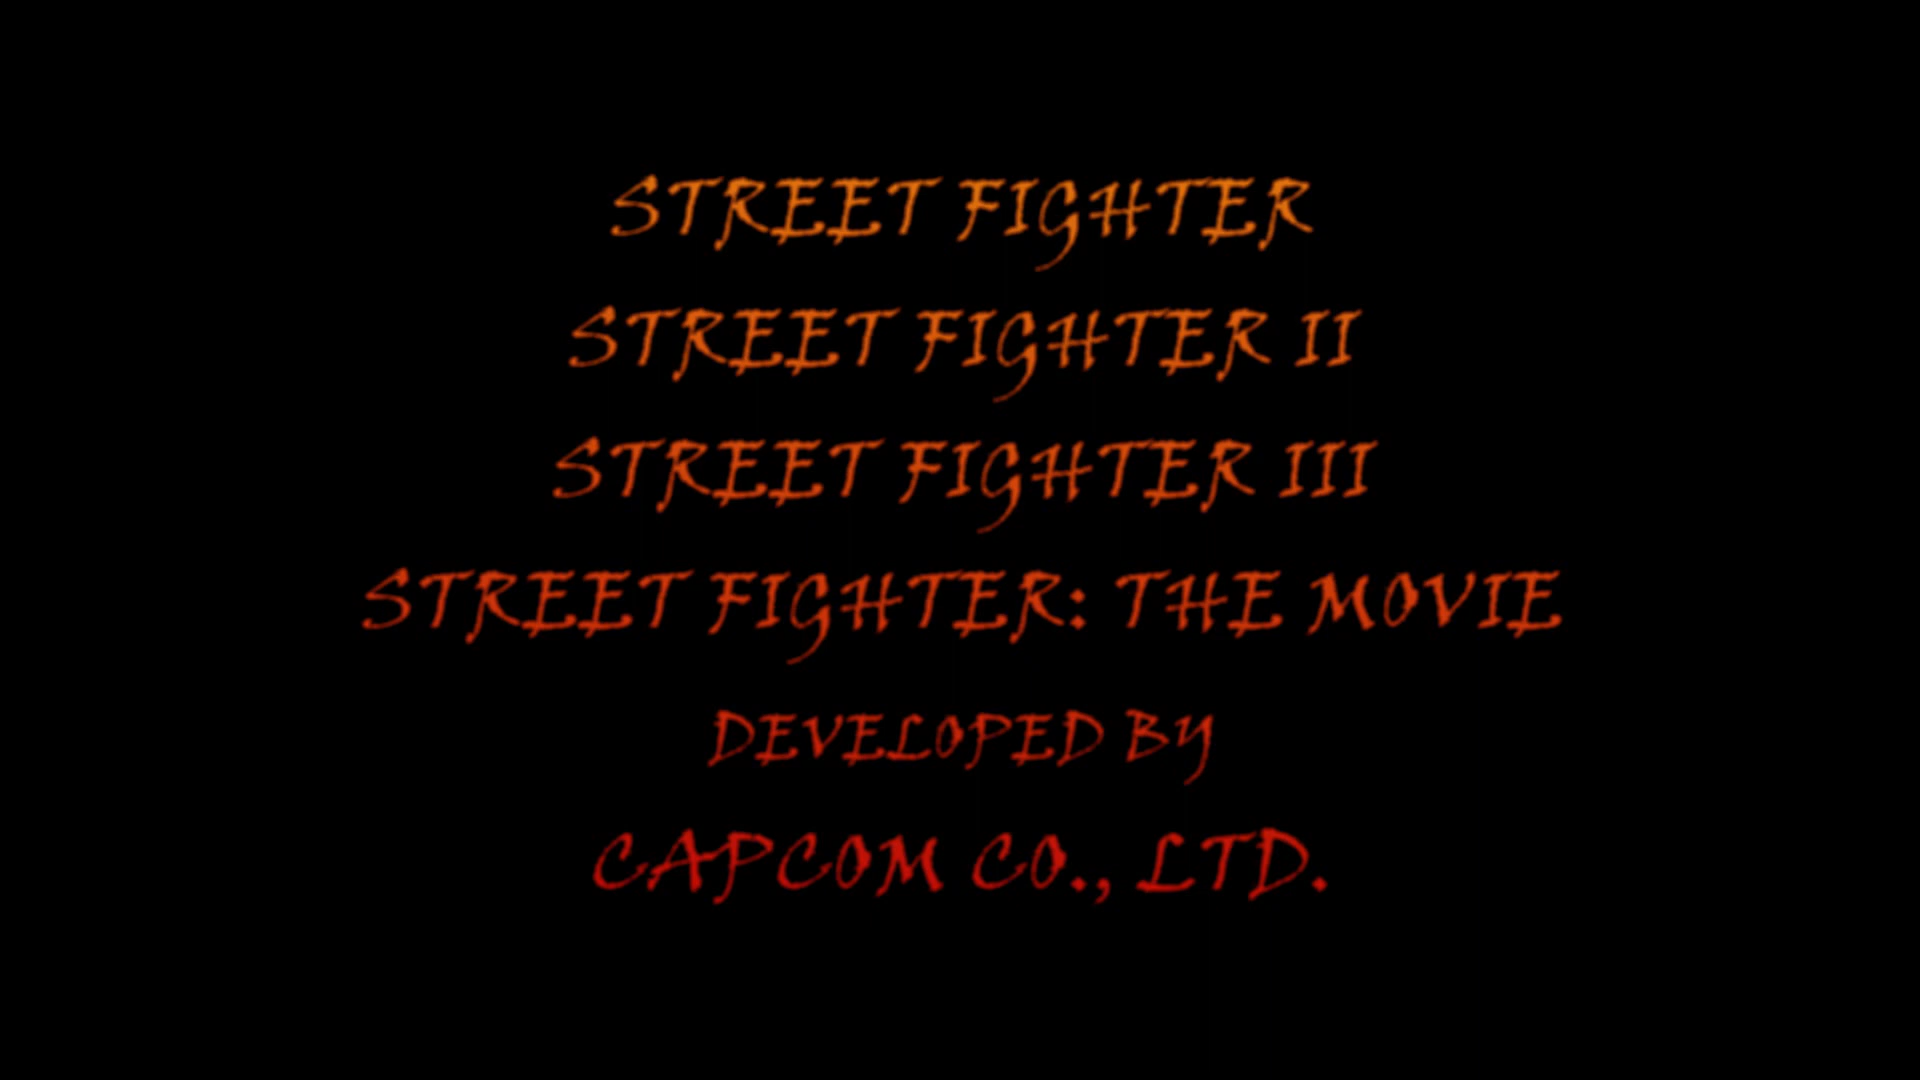 STREET FIGHTER
STREET FIGHTER II
STREET FIGHTER III
STREET FIGHTER: THE MOVIE
DEVELOPED BY
CAPCOM CO., LTD.